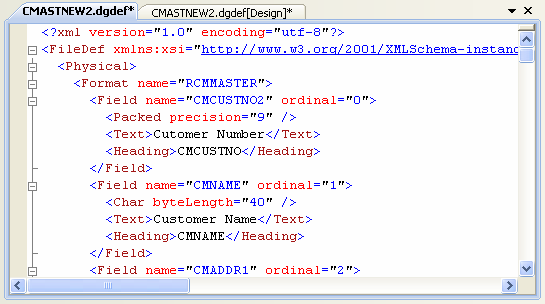 CMASTNEW2.dgdef* CMASTNEW2.dgdef[Design]*
<?xml version="1.0" encoding="utf-8"?>
<FileDef xmlns:xsi="http://www.w3.org/2001/XMLSchema-instanc
<Physical>
<Format name="RCMMASTER">
<Field name="CMCUSTNO2" ordinal="0">
<Packed precision="9" />
<Text>Cutomer Number</Text>
<Heading>CMCUSTNO</Heading>
</Field>
<Field name="CMNAME" ordinal="1">
<Char byteLength="40" />
<Text>Customer Name</Text>
<Heading>CMNAME</Heading>
</Field>
<Field name="CMADDR1" ordinal="2">